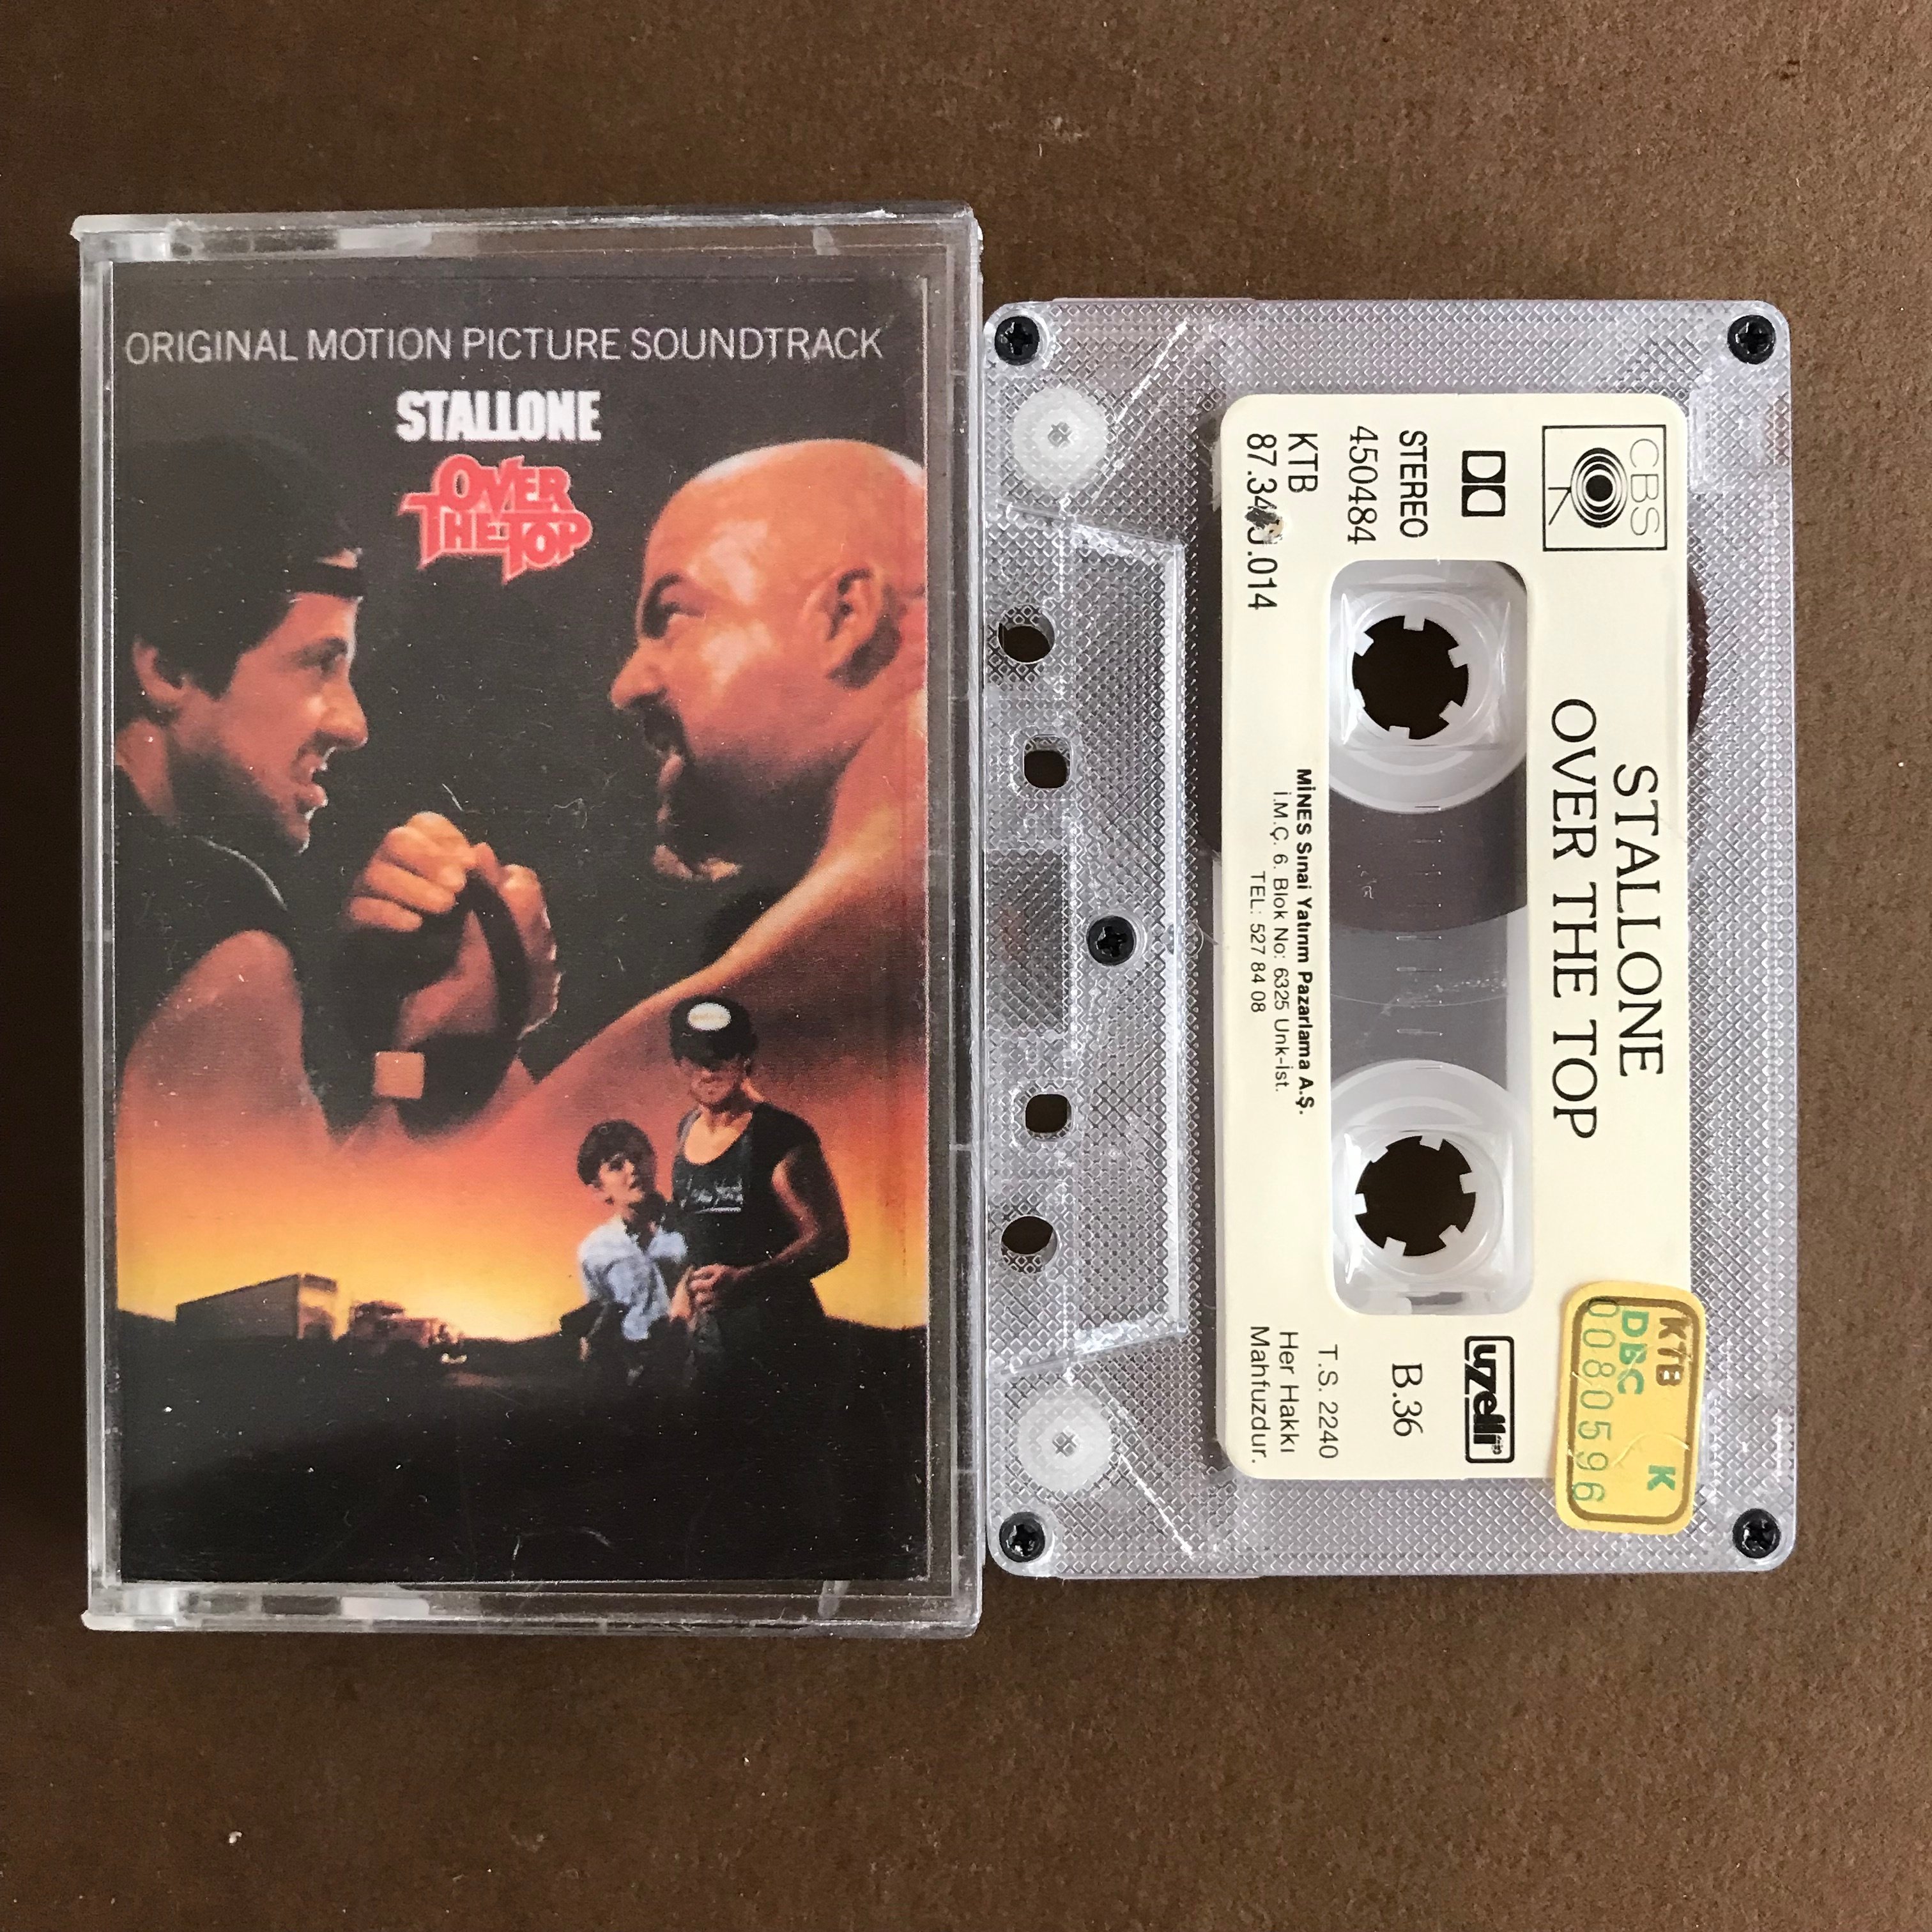 ORIGINAL MOTION PICTURE SOUNDTRACK
STALLONE
OVER
THE TOP
CBS
STALLONE
OVER THE TOP
STEREO
450484
KTB
MİNES Sınai Yatırım Pazarlama A.Ş.
İ.M.Ç. 6. Blok No: 6325 Unk-İst.
TEL: 527 84 08
uzelli
B.36
T.S. 2240
Her Hakkı
Mahfuzdur.
KTB
DBC K
0080596